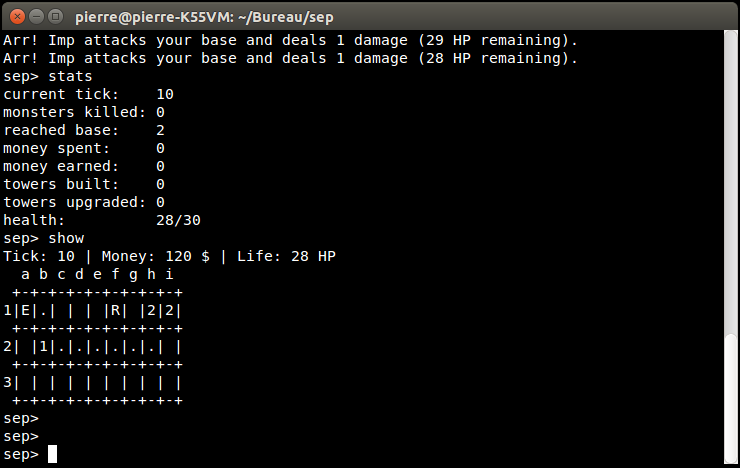 pierre@pierre-K55VM: ~/Bureau/sep
Arr! Imp attacks your base and deals 1 damage (29 HP remaining).
Arr! Imp attacks your base and deals 1 damage (28 HP remaining).
sep> stats
current tick:    10
monsters killed: 0
reached base:    2
money spent:     0
money earned:    0
towers built:    0
towers upgraded: 0
health:          28/30
sep> show
Tick: 10 | Money: 120 $ | Life: 28 HP
  a b c d e f g h i
 +-+-+-+-+-+-+-+-+-+
1|E|.| | | |R| |2|2|
 +-+-+-+-+-+-+-+-+-+
2| |1|.|.|.|.|.|.| |
 +-+-+-+-+-+-+-+-+-+
3| | | | | | | | | |
 +-+-+-+-+-+-+-+-+-+
sep>
sep>
sep>